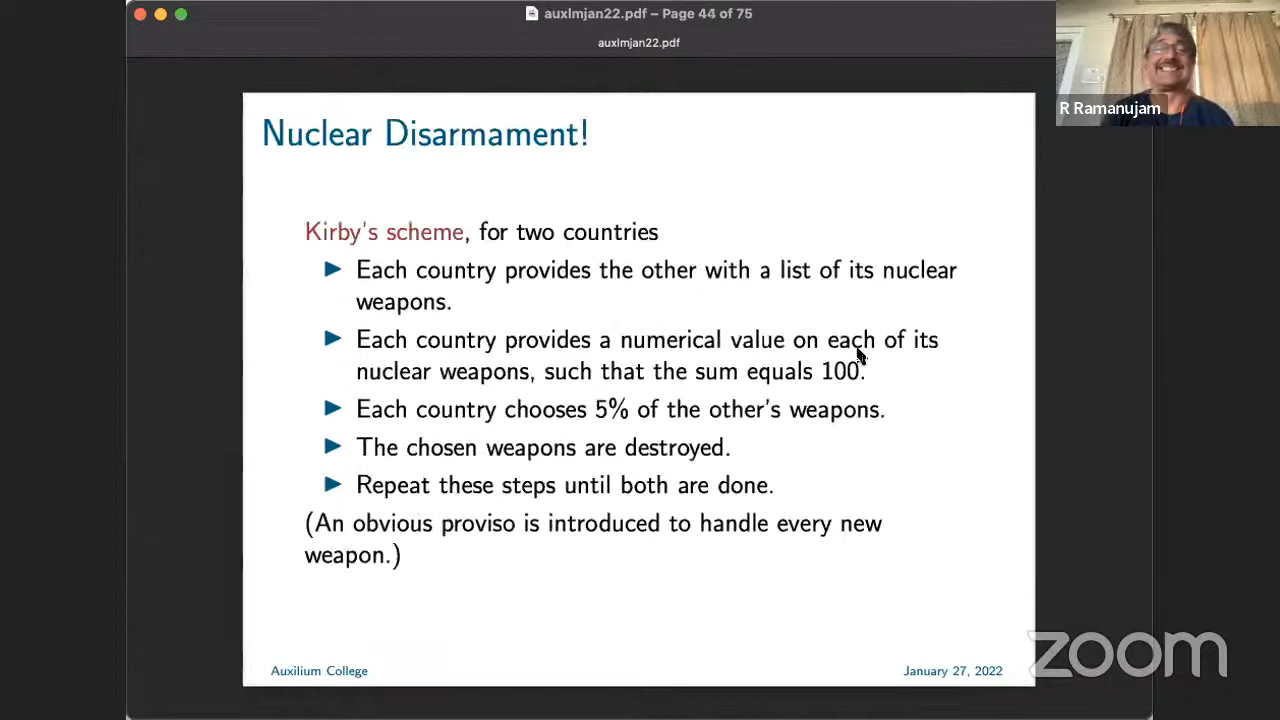 auxlmjan22.pdf – Page 44 of 75
auxlmjan22.pdf
R Ramanujam
Nuclear Disarmament!
Kirby's scheme, for two countries
Each country provides the other with a list of its nuclear
weapons.
Each country provides a numerical value on each of its
nuclear weapons, such that the sum equals 100.
Each country chooses 5% of the other's weapons.
The chosen weapons are destroyed.
Repeat these steps until both are done.
(An obvious proviso is introduced to handle every new
weapon.)
Auxilium College
January 27, 2022
zoom